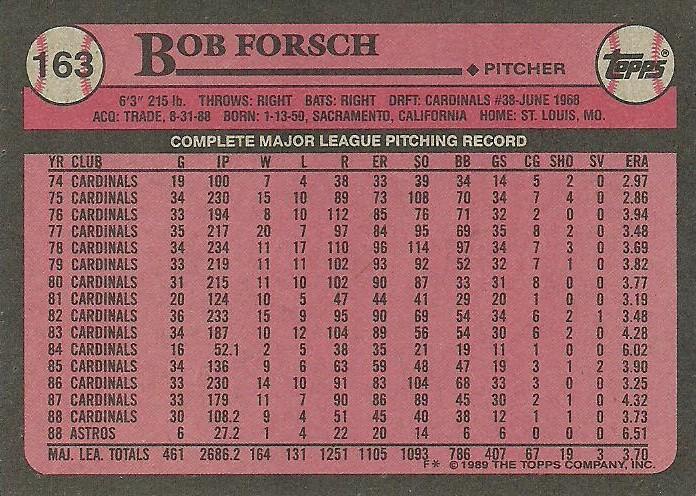 163
BOB FORSCH
Topps
PITCHER
6'3" 215 lb. THROWS: RIGHT BATS: RIGHT DRFT: CARDINALS #38-JUNE 1968
ACQ: TRADE, 8-31-88 BORN: 1-13-50, SACRAMENTO, CALIFORNIA HOME: ST. LOUIS, MO.
COMPLETE MAJOR LEAGUE PITCHING RECORD
YR CLUB G IP W L R ER SO BB GS CG SHO SV ERA
74 CARDINALS 19 100 7 4 38 33 39 34 14 5 2 0 2.97
75 CARDINALS 34 230 15 10 89 73 108 70 34 7 4 0 2.86
76 CARDINALS 33 194 8 10 112 85 76 71 32 2 0 0 3.94
77 CARDINALS 35 217 20 7 97 84 95 69 35 8 2 0 3.48
78 CARDINALS 34 234 11 17 110 96 114 97 34 7 3 0 3.69
79 CARDINALS 33 219 11 11 102 93 92 52 32 7 1 0 3.82
80 CARDINALS 31 215 11 10 102 90 87 33 31 8 0 0 3.77
81 CARDINALS 20 124 10 5 47 44 41 29 20 1 0 0 3.19
82 CARDINALS 36 233 15 9 95 90 69 54 34 6 2 1 3.48
83 CARDINALS 34 187 10 12 104 89 56 54 30 6 2 0 4.28
84 CARDINALS 16 52.1 2 5 38 35 21 19 11 1 0 0 6.02
85 CARDINALS 34 136 9 6 63 59 48 47 19 3 1 2 3.90
86 CARDINALS 33 230 14 10 91 83 104 68 33 3 0 0 3.25
87 CARDINALS 33 179 11 7 90 86 89 45 30 2 1 0 4.32
88 CARDINALS 30 108.2 9 4 51 45 40 38 12 1 1 0 3.73
88 ASTROS 6 27.2 1 4 22 20 14 6 6 0 0 0 6.51
MAJ. LEA. TOTALS 461 2686.2 164 131 1251 1105 1093 786 407 67 19 3 3.70
F* © 1989 THE TOPPS COMPANY, INC.